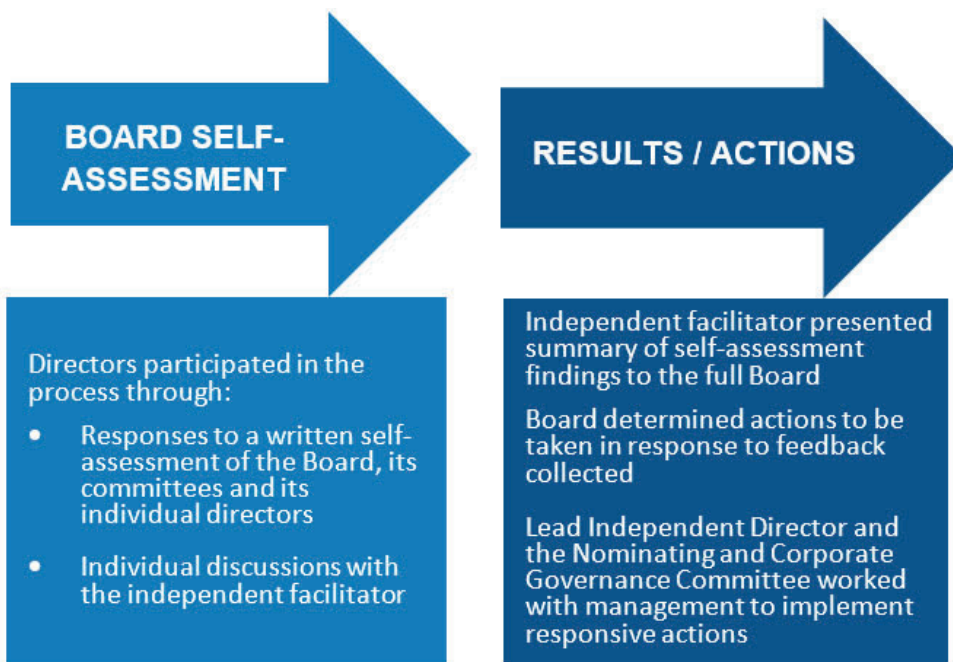 BOARD SELF-
ASSESSMENT
Directors participated in the
process through:
• Responses to a written self-
assessment of the Board, its
committees and its
individual directors
• Individual discussions with
the independent facilitator
RESULTS / ACTIONS
Independent facilitator presented
summary of self-assessment
findings to the full Board
Board determined actions to be
taken in response to feedback
collected
Lead Independent Director and
the Nominating and Corporate
Governance Committee worked
with management to implement
responsive actions